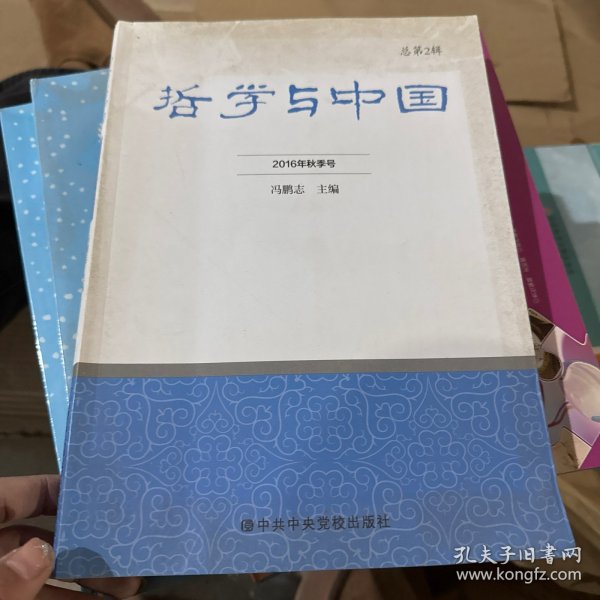 总第2辑
哲学与中国
2016年秋季号
冯鹏志 主编
中共中央党校出版社
孔夫子旧书网
www.kongfz.com